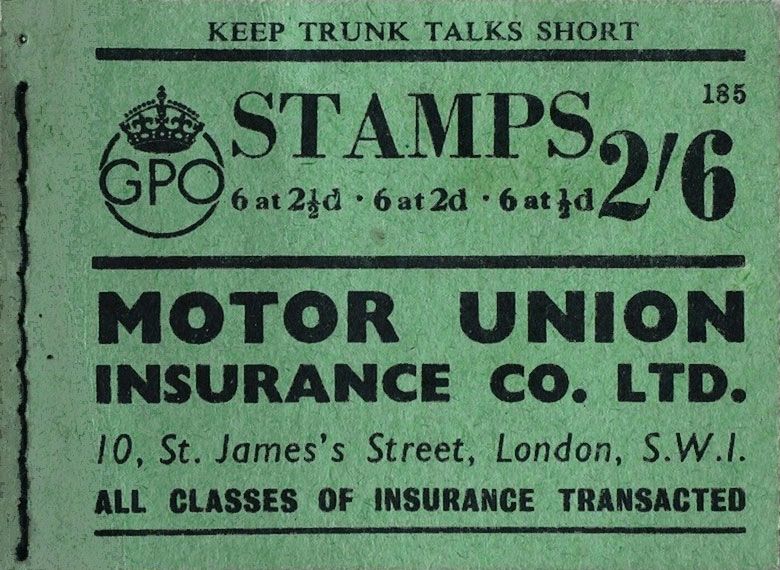 KEEP TRUNK TALKS SHORT
185
GPO
STAMPS 2/6
6 at 2½d · 6 at 2d · 6 at ½d
MOTOR UNION
INSURANCE CO. LTD.
10, St. James's Street, London, S.W.1.
ALL CLASSES OF INSURANCE TRANSACTED